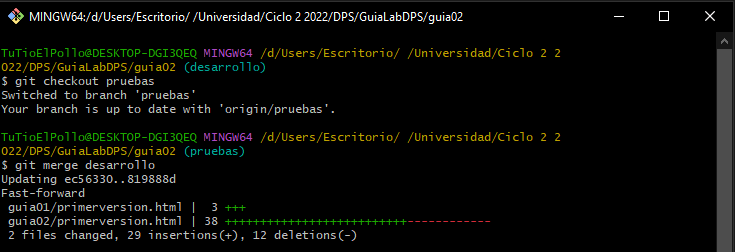 MINGW64:/d/Users/Escritorio/ /Universidad/Ciclo 2 2022/DPS/GuiaLabDPS/guia02
TuTioElPollo@DESKTOP-DGI3QEQ MINGW64 /d/Users/Escritorio/ /Universidad/Ciclo 2 2
022/DPS/GuiaLabDPS/guia02 (desarrollo)
$ git checkout pruebas
Switched to branch 'pruebas'
Your branch is up to date with 'origin/pruebas'.
TuTioElPollo@DESKTOP-DGI3QEQ MINGW64 /d/Users/Escritorio/ /Universidad/Ciclo 2 2
022/DPS/GuiaLabDPS/guia02 (pruebas)
$ git merge desarrollo
Updating ec56330..819888d
Fast-forward
guia01/primerversion.html |  3 +++
guia02/primerversion.html | 38 ++++++++++++++++++++++++++------------
2 files changed, 29 insertions(+), 12 deletions(-)